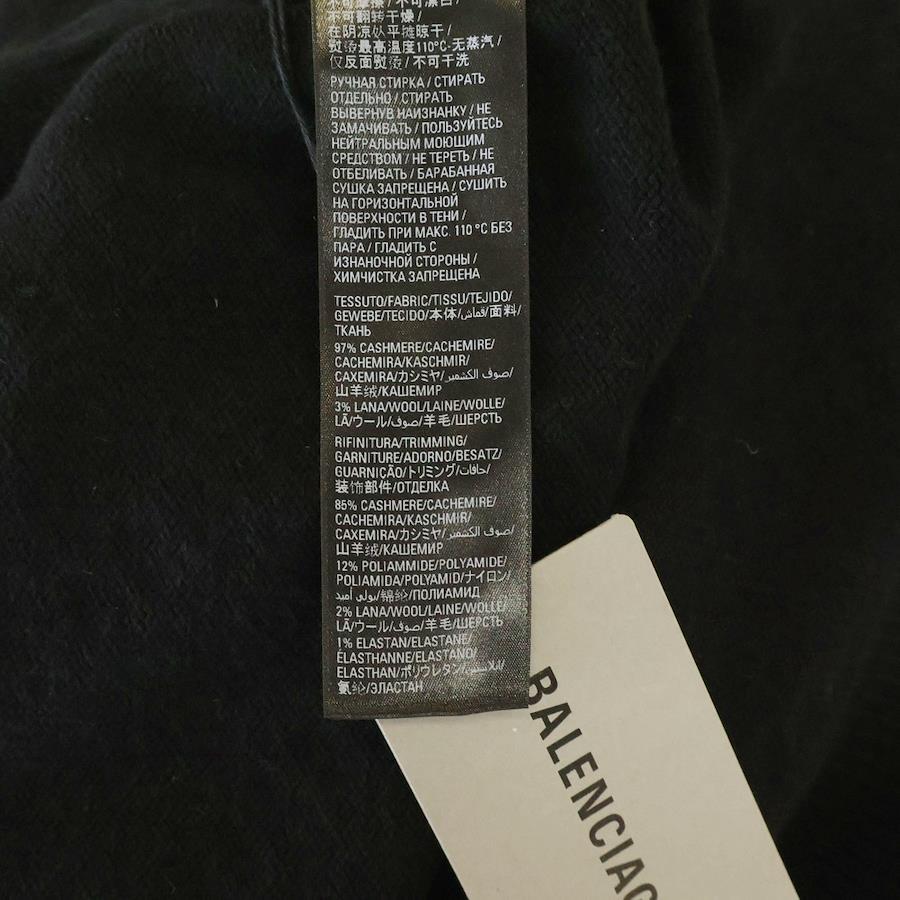 不可摩擦 / 不可漂白 /
不可翻转干燥 /
在阴凉处平摊晾干 /
熨烫最高温度110°C-无蒸汽 /
仅反面熨烫 / 不可干洗
РУЧНАЯ СТИРКА / СТИРАТЬ
ОТДЕЛЬНО / СТИРАТЬ
ВЫВЕРНУВ НАИЗНАНКУ / НЕ
ЗАМАЧИВАТЬ / ПОЛЬЗУЙТЕСЬ
НЕЙТРАЛЬНЫМ МОЮЩИМ
СРЕДСТВОМ / НЕ ТЕРЕТЬ / НЕ
ОТБЕЛИВАТЬ / БАРАБАННАЯ
СУШКА ЗАПРЕЩЕНА / СУШИТЬ
НА ГОРИЗОНТАЛЬНОЙ
ПОВЕРХНОСТИ В ТЕНИ /
ГЛАДИТЬ ПРИ МАКС. 110 °C БЕЗ
ПАРА / ГЛАДИТЬ С
ИЗНАНОЧНОЙ СТОРОНЫ /
ХИМЧИСТКА ЗАПРЕЩЕНА
TESSUTO/FABRIC/TISSU/TEJIDO/
GEWEBE/TECIDO/本体/قماش/面料/
ТКАНЬ
97% CASHMERE/CACHEMIRE/
CACHEMIRA/KASCHMIR/
CAXEMIRA/カシミヤ/صوف الكشمير/
山羊绒/КАШЕМИР
3% LANA/WOOL/LAINE/WOLLE/
LÃ/ウール/صوف/羊毛/ШЕРСТЬ
RIFINITURA/TRIMMING/
GARNITURE/ADORNO/BESATZ/
GUARNIÇÃO/トリミング/حافات/
装饰部件/ОТДЕЛКА
85% CASHMERE/CACHEMIRE/
CACHEMIRA/KASCHMIR/
CAXEMIRA/カシミヤ/صوف الكشمير/
山羊绒/КАШЕМИР
12% POLIAMMIDE/POLYAMIDE/
POLIAMIDA/POLYAMID/ナイロン/
بولي أميد/锦纶/ПОЛИАМИД
2% LANA/WOOL/LAINE/WOLLE/
LÃ/ウール/صوف/羊毛/ШЕРСТЬ
1% ELASTAN/ELASTANE/
ÉLASTHANNE/ELASTANO/
ELASTHAN/ポリウレタン/إيلاستين/
氨纶/ЭЛАСТАН
BALENCIAG